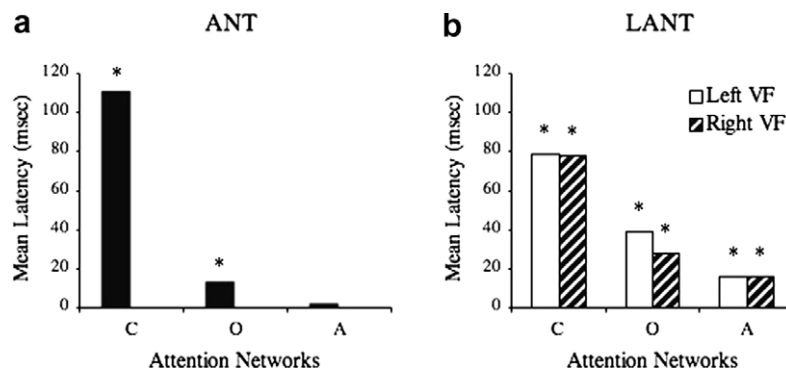 a ANT
Mean Latency (msec)
120
100
80
60
40
20
0
*
*
C O A
Attention Networks
b LANT
Mean Latency (msec)
120
100
80
60
40
20
0
Left VF
Right VF
* *
* *
* *
C O A
Attention Networks